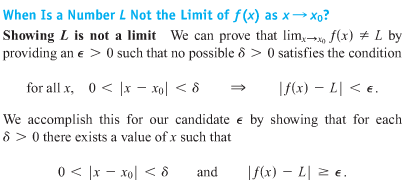 When Is a Number L Not the Limit of f(x) as x→x₀?
Showing L is not a limit We can prove that limₓ→ₓ₀ f(x) ≠ L by
providing an ϵ > 0 such that no possible δ > 0 satisfies the condition
for all x, 0 < |x − x₀| < δ ⇒ |f(x) − L| < ϵ.
We accomplish this for our candidate ϵ by showing that for each
δ > 0 there exists a value of x such that
0 < |x − x₀| < δ and |f(x) − L| ≥ ϵ.